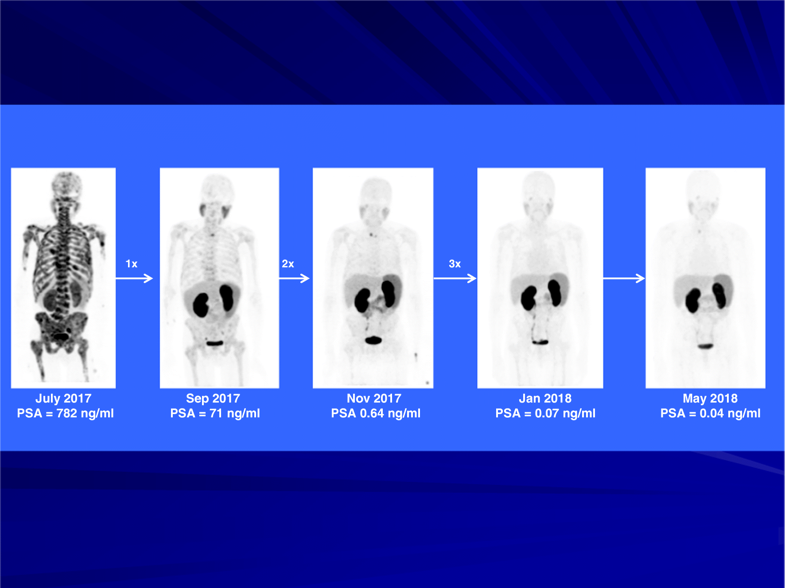 1x
2x
3x
July 2017
PSA = 782 ng/ml
Sep 2017
PSA = 71 ng/ml
Nov 2017
PSA 0.64 ng/ml
Jan 2018
PSA = 0.07 ng/ml
May 2018
PSA = 0.04 ng/ml